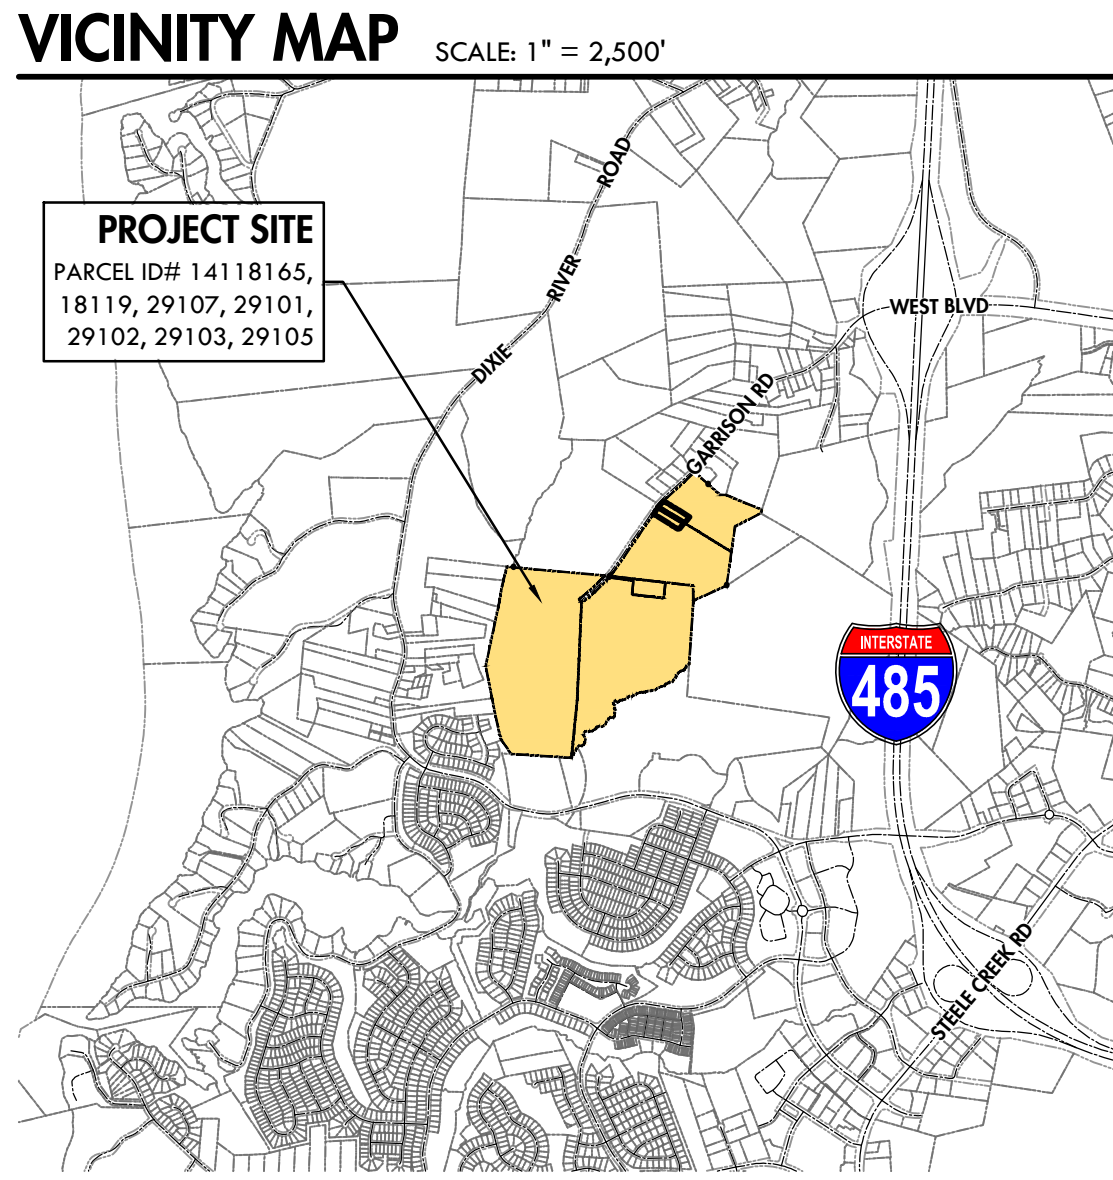 VICINITY MAP SCALE: 1" = 2,500'
PROJECT SITE
PARCEL ID# 14118165,
18119, 29107, 29101,
29102, 29103, 29105
DIXIE RIVER ROAD
WEST BLVD
GARRISON RD
INTERSTATE
485
STEELE CREEK RD